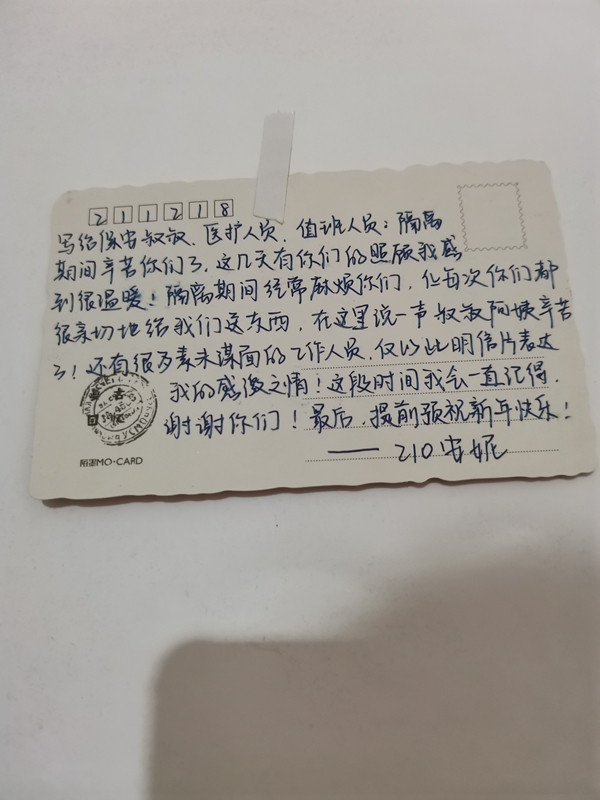 211218
写给保安叔叔、医护人员、值班人员：隔离
期间辛苦你们了，这几天有你们的照顾我感
到很温暖！隔离期间经常麻烦你们，但每次你们都
很亲切地给我们送东西，在这里说一声叔叔阿姨辛苦
了！还有很多素未谋面的工作人员，仅以此明信片表达
我的感激之情！这段时间我会一直记得，
谢谢你们！最后，提前预祝新年快乐！
—— 210 安妮
陌墨MO·CARD